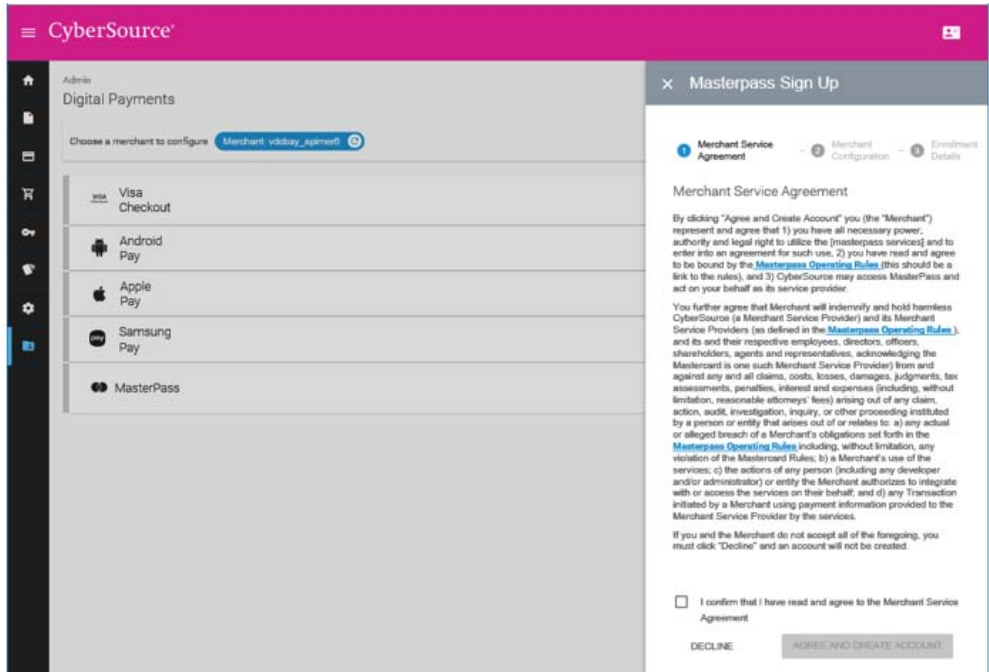 CyberSource
Admin
Digital Payments
Choose a merchant to configure
VISA
Visa
Checkout
Android
Pay
Apple
Pay
pay
Samsung
Pay
MasterPass
Masterpass Sign Up
1 Merchant Service
Agreement
2 Merchant
Configuration
3 Enrollment
Details
Merchant Service Agreement
By clicking "Agree and Create Account" you (the "Merchant")
represent and agree that 1) you have all necessary power,
authority and legal right to utilize the [masterpass services] and to
enter into an agreement for such use, 2) you have read and agree
to be bound by the Masterpass Operating Rules (this should be a
link to the rules), and 3) CyberSource may access MasterPass and
act on your behalf as its service provider.
You further agree that Merchant will indemnify and hold harmless
CyberSource (a Merchant Service Provider) and its Merchant
Service Providers (as defined in the Masterpass Operating Rules ),
and its and their respective employees, directors, officers,
shareholders, agents and representatives, acknowledging the
Mastercard is one such Merchant Service Provider) from and
against any and all claims, costs, losses, damages, judgments, tax
assessments, penalties, interest and expenses (including, without
limitation, reasonable attorneys' fees) arising out of any claim,
action, audit, investigation, inquiry, or other proceeding instituted
by a person or entity that arises out of or relates to: a) any actual
or alleged breach of a Merchant's obligations set forth in the
Masterpass Operating Rules including, without limitation, any
violation of the Mastercard Rules; b) a Merchant's use of the
services; c) the actions of any person (including any developer
and/or administrator) or entity the Merchant authorizes to integrate
with or access the services on their behalf; and d) any Transaction
initiated by a Merchant using payment information provided to the
Merchant Service Provider by the services.
If you and the Merchant do not accept all of the foregoing, you
must click "Decline" and an account will not be created.
I confirm that I have read and agree to the Merchant Service
Agreement
DECLINE
AGREE AND CREATE ACCOUNT